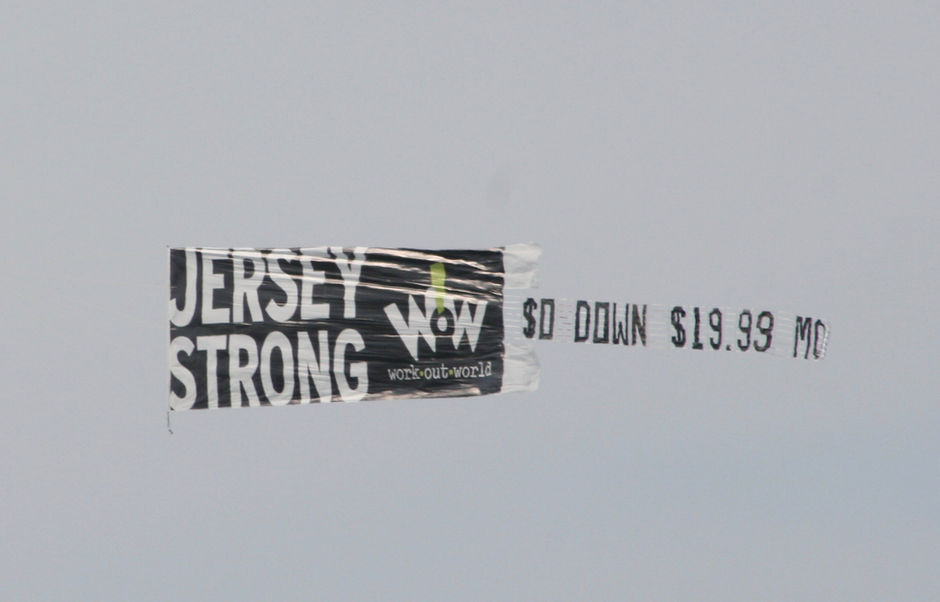 JERSEY
STRONG
WOW
work•out•world
$0 DOWN $19.99 MO